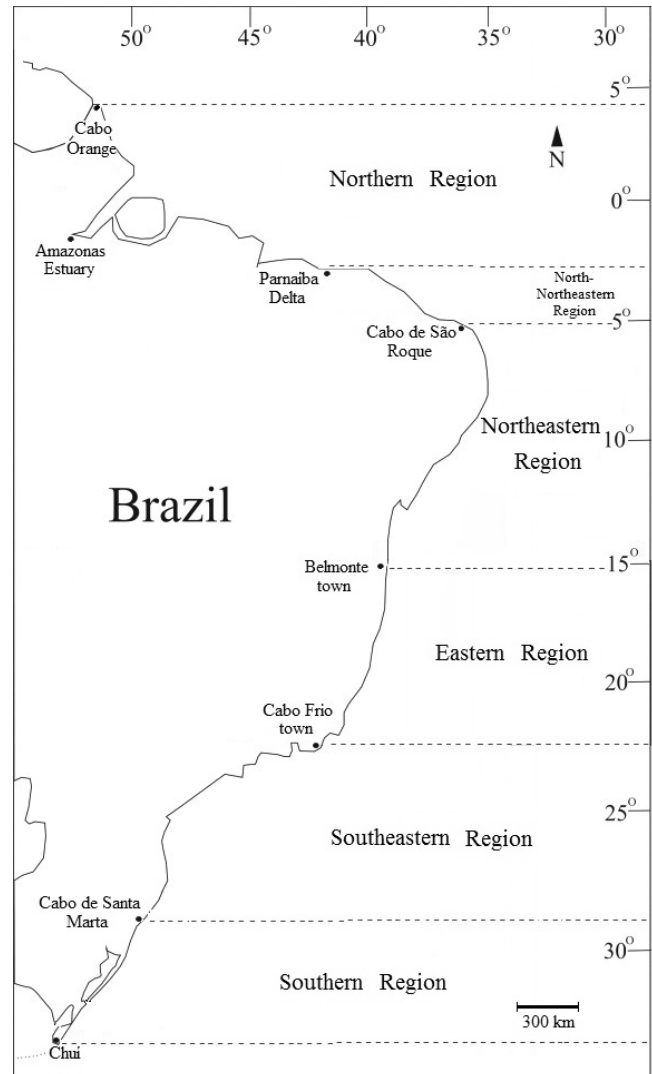 50° 45° 40° 35° 30°
5°
Cabo
Orange
N
Northern Region
0°
Amazonas
Estuary
Parnaíba
Delta
North-
Northeastern
Region
5°
Cabo de São
Roque
Northeastern
Region
10°
Brazil
Belmonte
town
15°
Eastern Region
20°
Cabo Frio
town
25°
Southeastern Region
Cabo de Santa
Marta
30°
Southern Region
300 km
Chuí